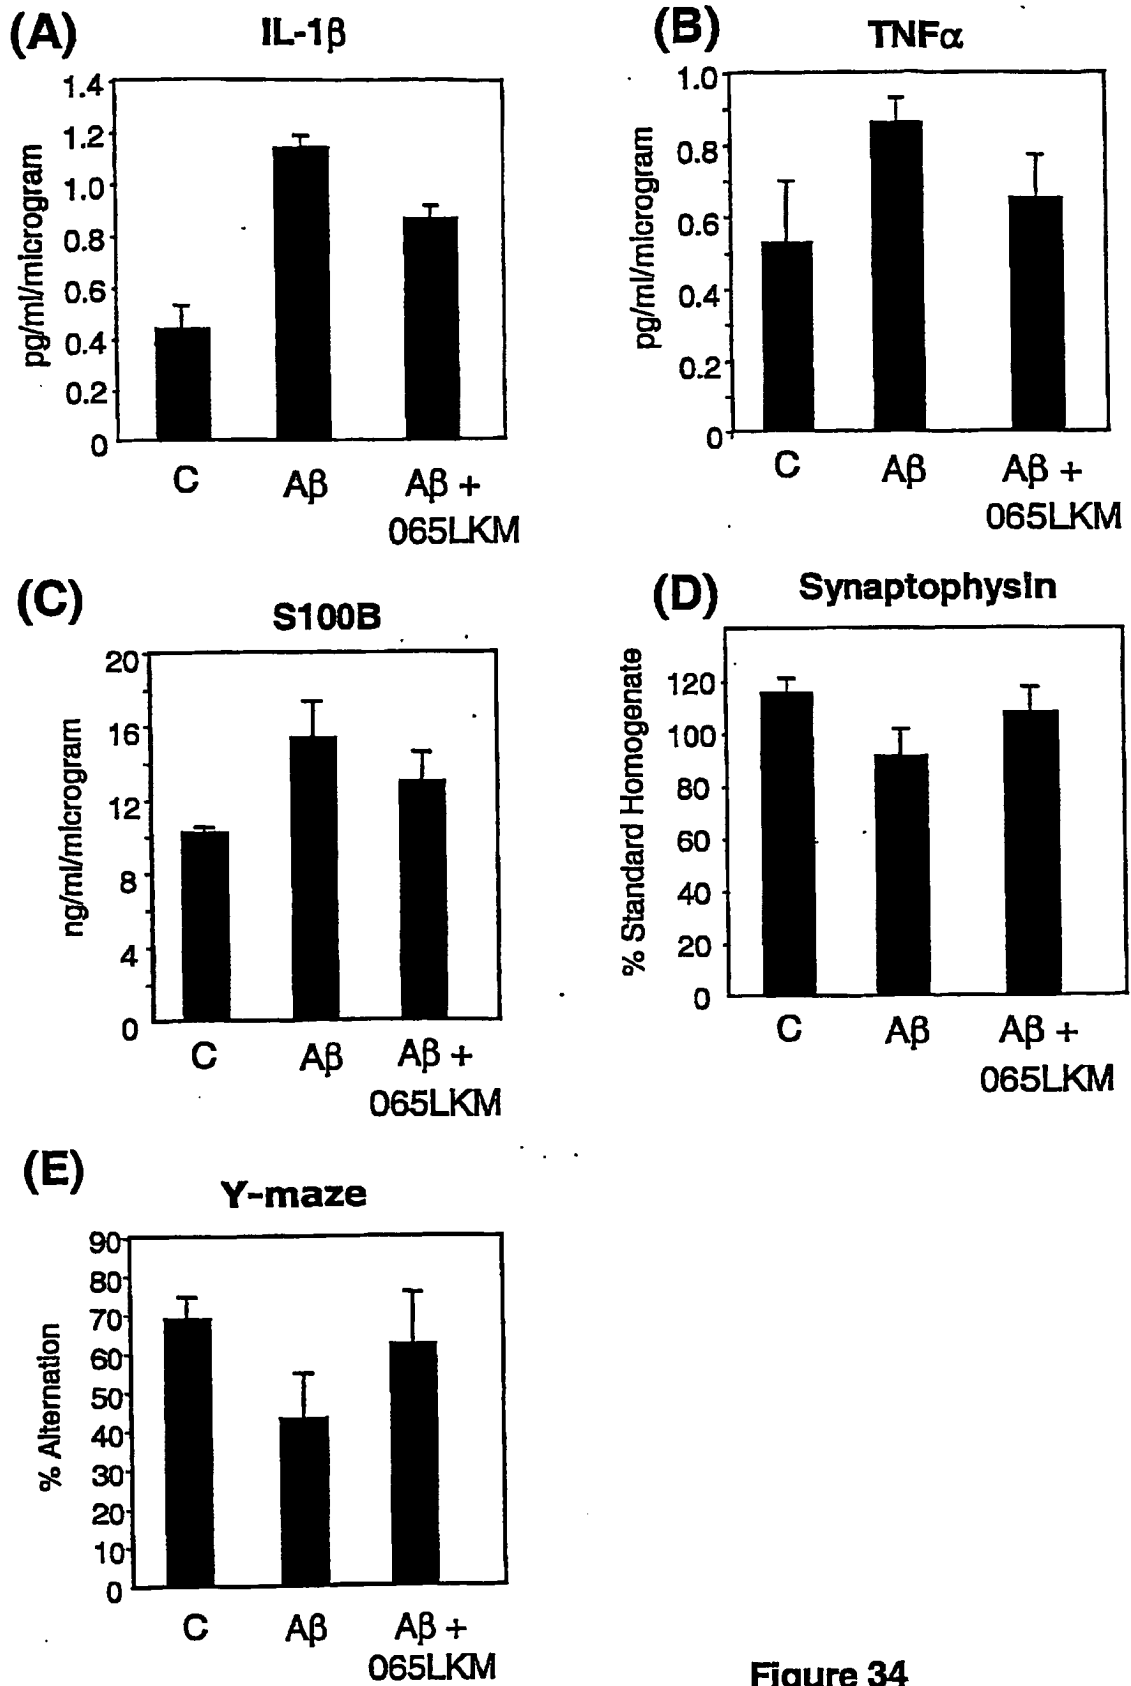 (A)
IL-1β
1.4
1.2
1.0
0.8
0.6
0.4
0.2
0
pg/ml/microgram
C
Aβ
Aβ +
065LKM
(B)
TNFα
1.0
0.8
0.6
0.4
0.2
0
pg/ml/microgram
C
Aβ
Aβ +
065LKM
(C)
S100B
20
16
12
8
4
0
ng/ml/microgram
C
Aβ
Aβ +
065LKM
(D)
Synaptophysin
120
100
80
60
40
20
0
% Standard Homogenate
C
Aβ
Aβ +
065LKM
(E)
Y-maze
90
80
70
60
50
40
30
20
10
0
% Alternation
C
Aβ
Aβ +
065LKM
Figure 34